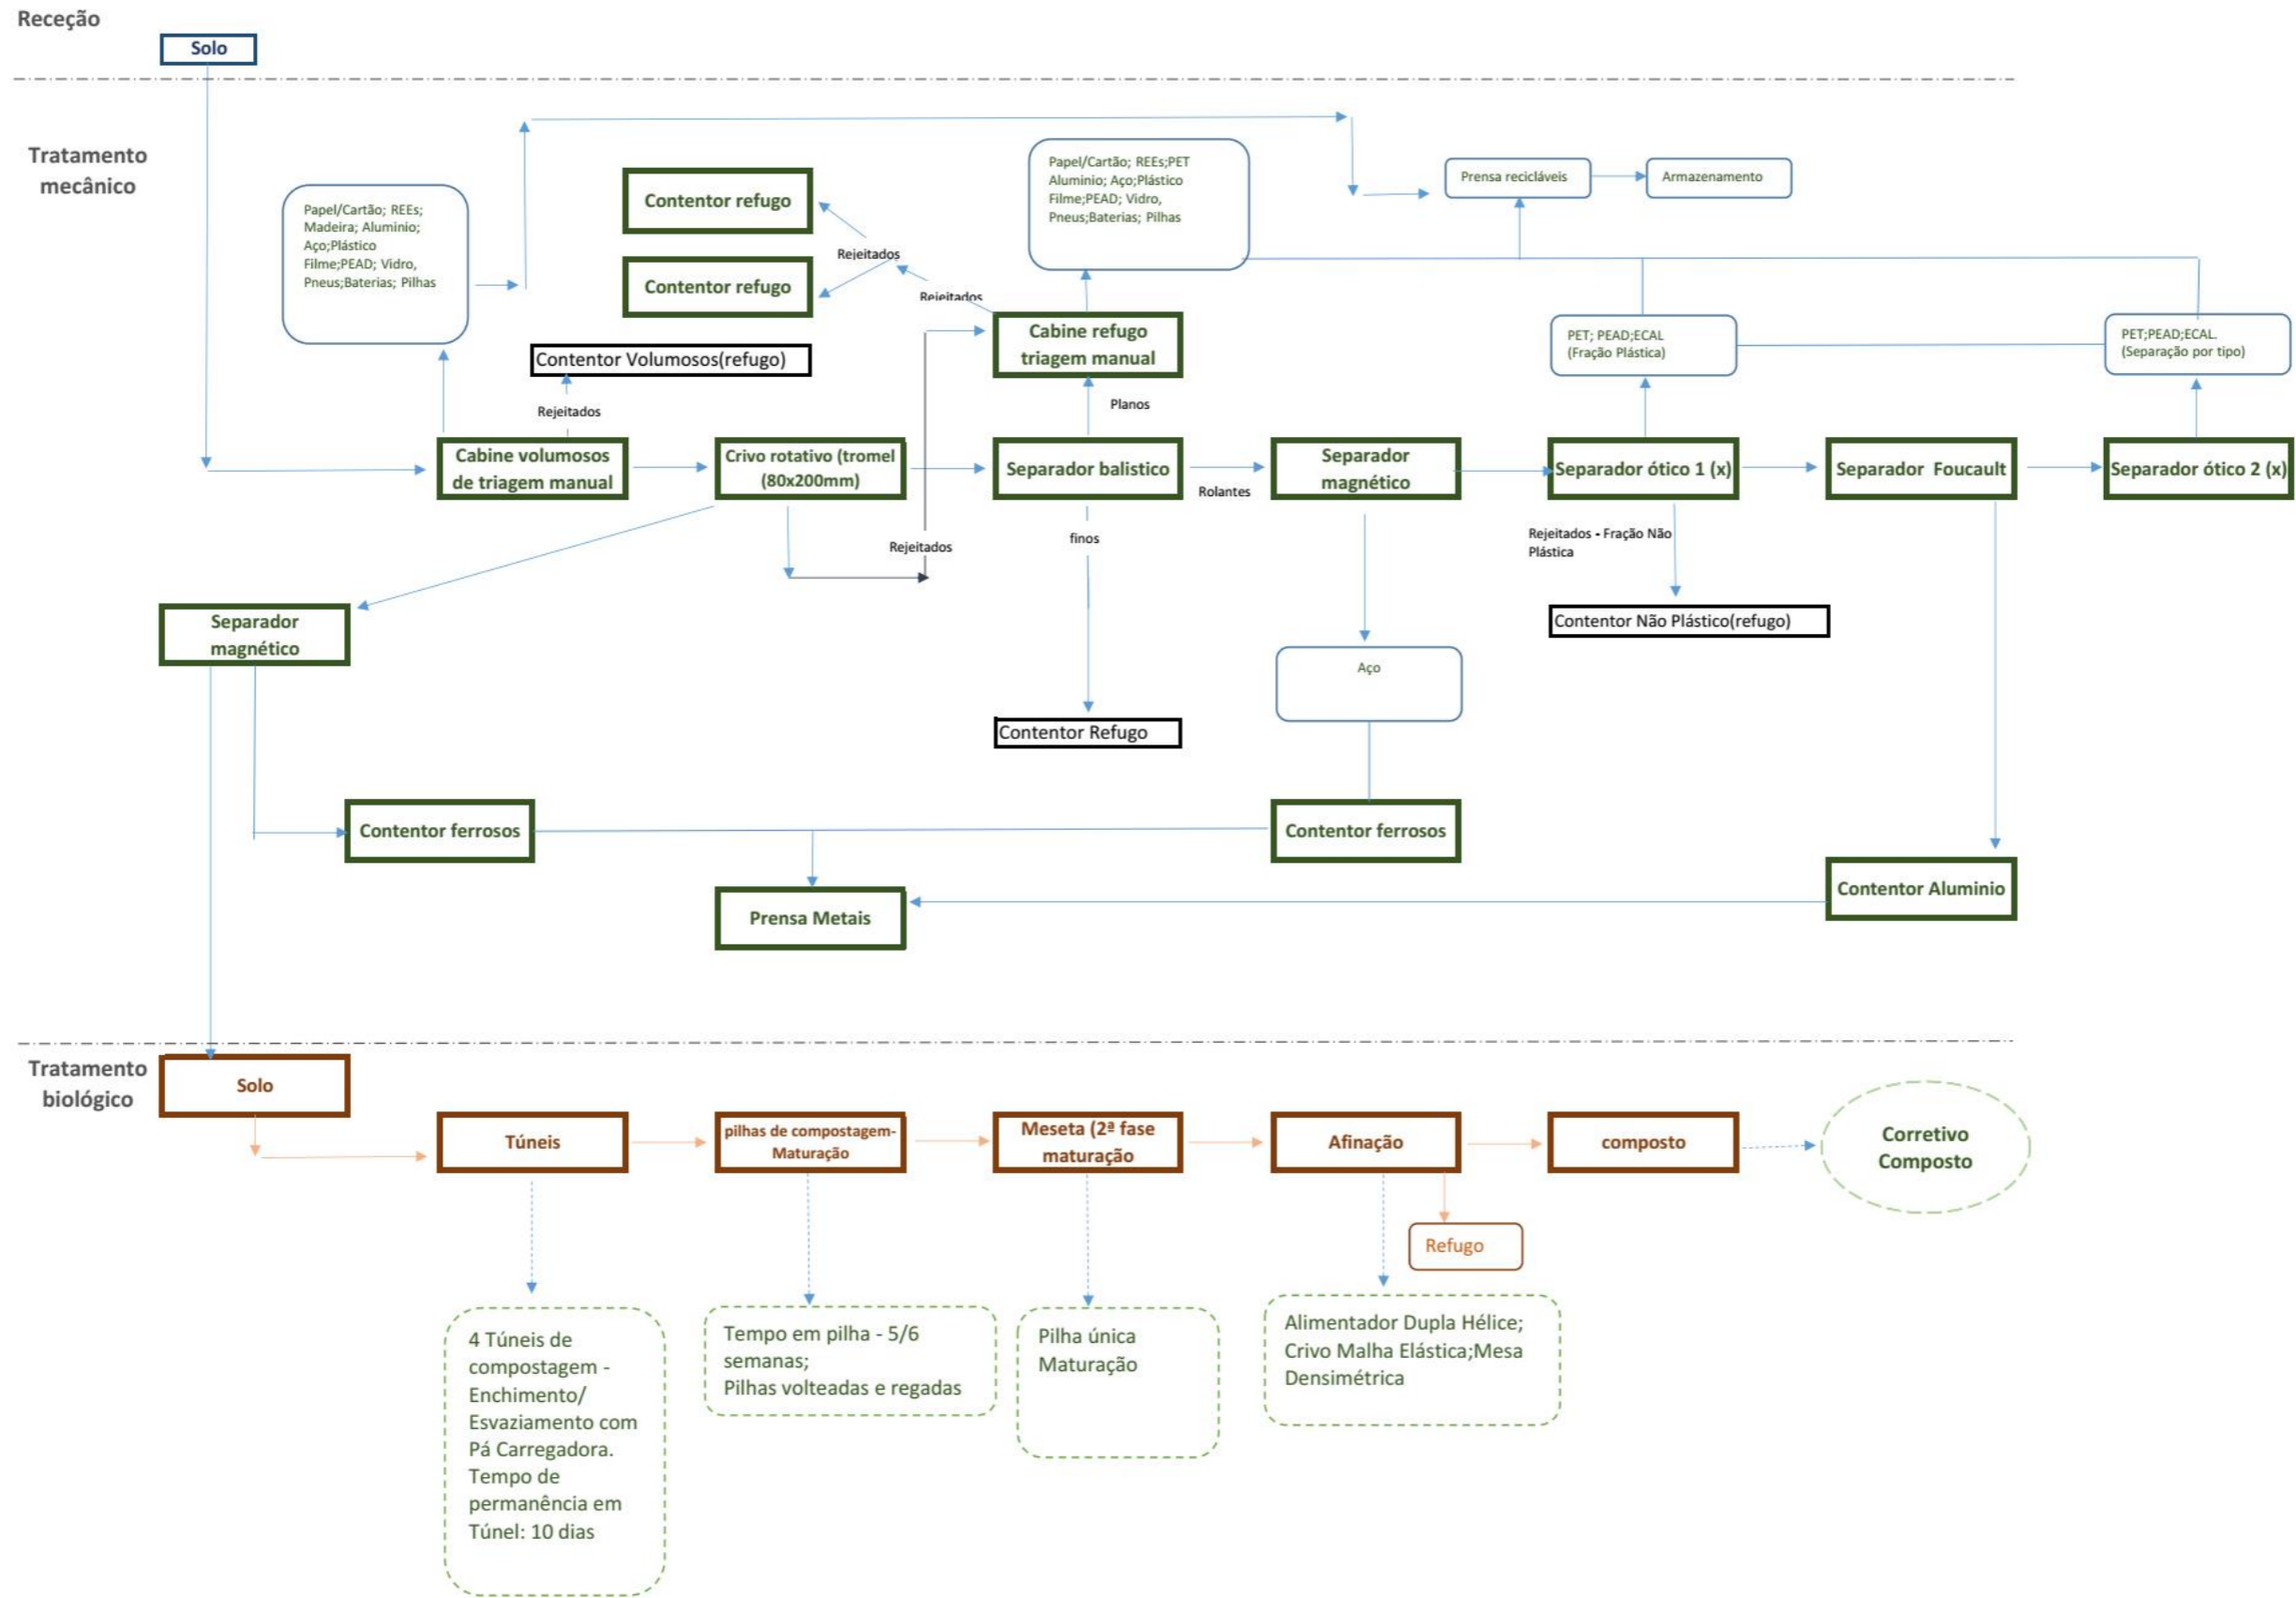 Receção
Solo
Tratamento
mecânico
Papel/Cartão; REEs;
Madeira; Aluminio;
Aço;Plástico
Filme;PEAD; Vidro,
Pneus;Baterias; Pilhas
Contentor refugo
Contentor refugo
Rejeitados
Rejeitados
Papel/Cartão; REEs;PET
Aluminio; Aço;Plástico
Filme;PEAD; Vidro,
Pneus;Baterias; Pilhas
Prensa recicláveis
Armazenamento
Contentor Volumosos(refugo)
Rejeitados
Cabine refugo
triagem manual
Planos
PET; PEAD;ECAL
(Fração Plástica)
PET;PEAD;ECAL.
(Separação por tipo)
Cabine volumosos
de triagem manual
Crivo rotativo (tromel
(80x200mm)
Separador balistico
Rolantes
Separador
magnético
Separador ótico 1 (x)
Separador Foucault
Separador ótico 2 (x)
Rejeitados
finos
Rejeitados - Fração Não
Plástica
Contentor Não Plástico(refugo)
Separador
magnético
Aço
Contentor Refugo
Contentor ferrosos
Contentor ferrosos
Contentor Aluminio
Prensa Metais
Tratamento
biológico
Solo
Túneis
pilhas de compostagem-
Maturação
Meseta (2ª fase
maturação
Afinação
composto
Corretivo
Composto
Refugo
4 Túneis de
compostagem -
Enchimento/
Esvaziamento com
Pá Carregadora.
Tempo de
permanência em
Túnel: 10 dias
Tempo em pilha - 5/6
semanas;
Pilhas volteadas e regadas
Pilha única
Maturação
Alimentador Dupla Hélice;
Crivo Malha Elástica;Mesa
Densimétrica